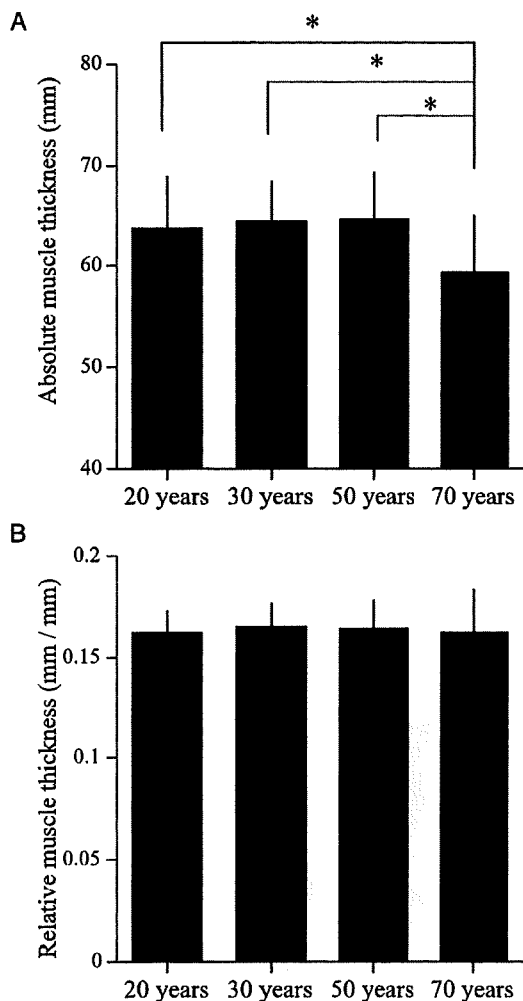 A
*
*
*
80
70
60
50
40
Absolute muscle thickness (mm)
20 years 30 years 50 years 70 years
B
0.2
0.15
0.1
0.05
0
Relative muscle thickness (mm / mm)
20 years 30 years 50 years 70 years